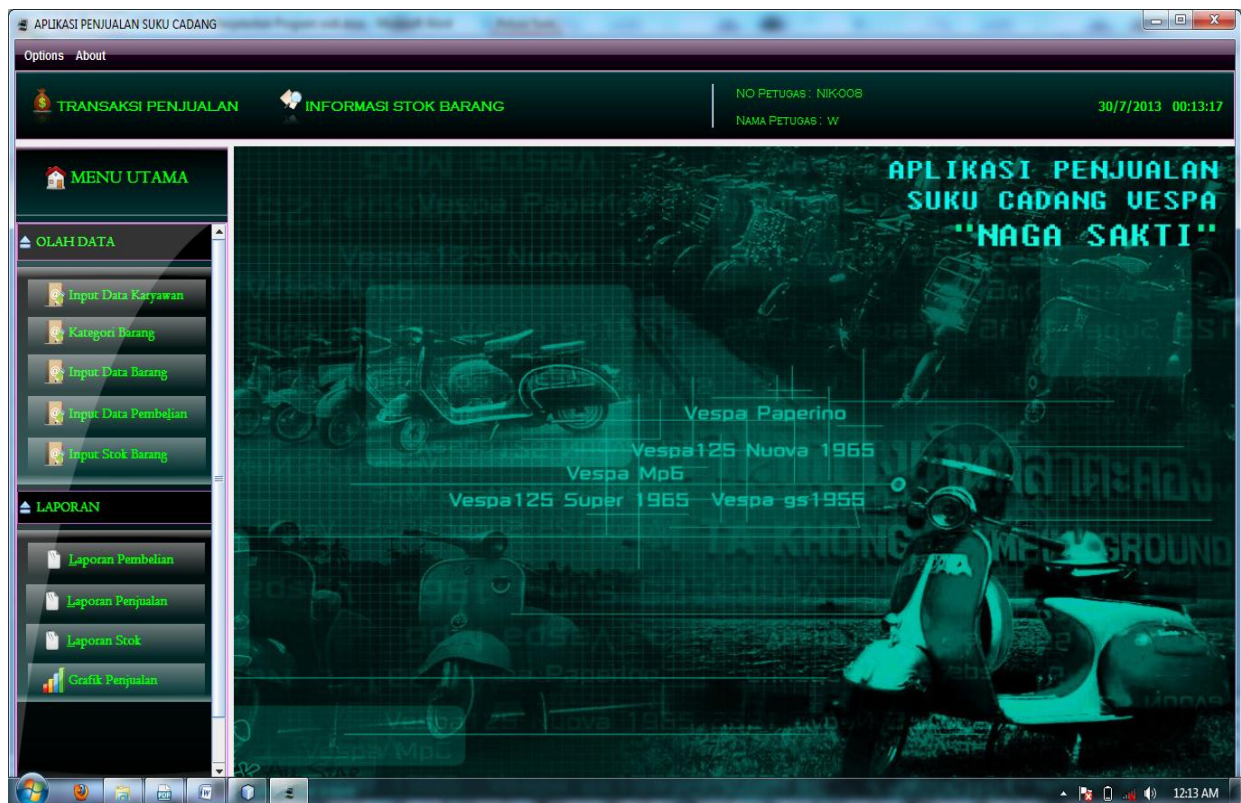 APLIKASI PENJUALAN SUKU CADANG
Options About
TRANSAKSI PENJUALAN
INFORMASI STOK BARANG
NO PETUGAS : NIK-008
NAMA PETUGAS : W
30/7/2013 00:13:17
MENU UTAMA
OLAH DATA
Input Data Karyawan
Kategori Barang
Input Data Barang
Input Data Pembelian
Input Stok Barang
LAPORAN
Laporan Pembelian
Laporan Penjualan
Laporan Stok
Grafik Penjualan
APLIKASI PENJUALAN
SUKU CADANG VESPA
"NAGA SAKTI"
Vespa Paperino
Vespa125 Nuova 1965
Vespa Mp6
Vespa125 Super 1965 Vespa gs1955
12:13 AM